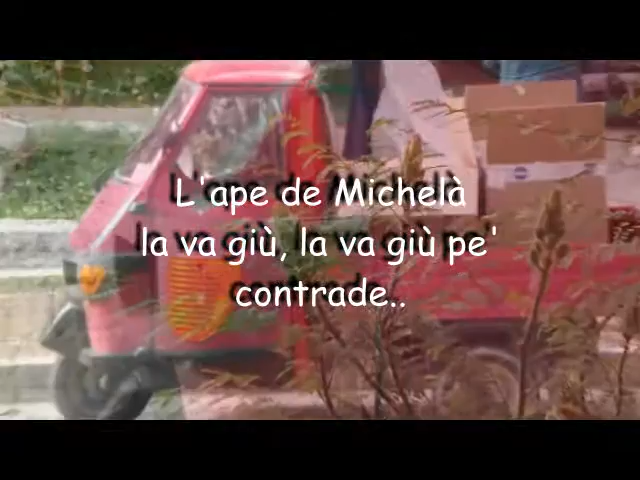 L'ape de Michelà
la va giù, la va giù pe'
contrade..